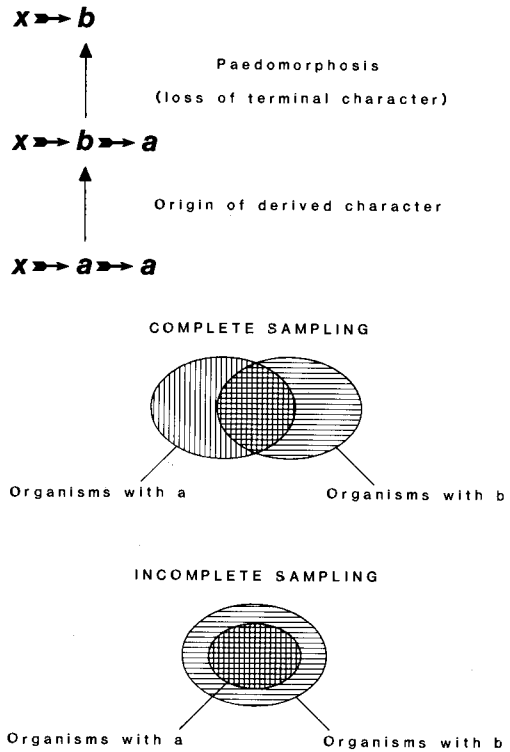 x ➵ b
Paedomorphosis
(loss of terminal character)
x ➵ b ➵ a
Origin of derived character
x ➵ a ➵ a
COMPLETE SAMPLING
Organisms with a
Organisms with b
INCOMPLETE SAMPLING
Organisms with a
Organisms with b